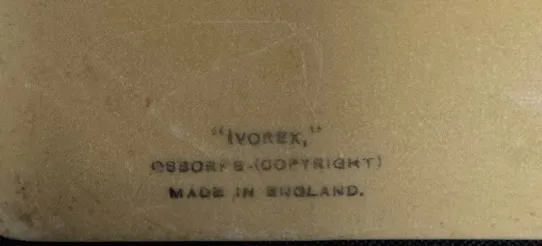 "IVOREX,"
OSBORNE-(COPYRIGHT)
MADE IN ENGLAND.